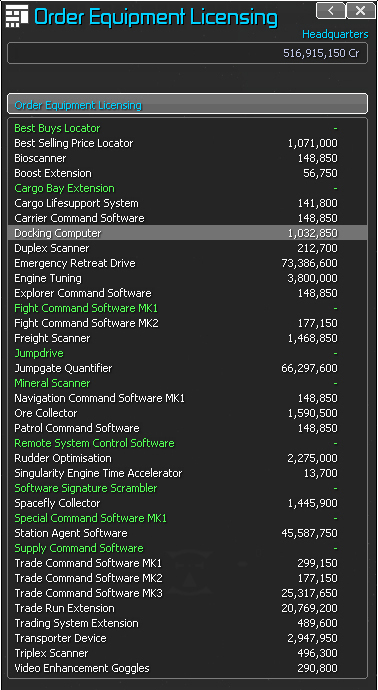 Order Equipment Licensing
Headquarters
516,915,150 Cr
Order Equipment Licensing
Best Buys Locator -
Best Selling Price Locator 1,071,000
Bioscanner 148,850
Boost Extension 56,750
Cargo Bay Extension -
Cargo Lifesupport System 141,800
Carrier Command Software 148,850
Docking Computer 1,032,850
Duplex Scanner 212,700
Emergency Retreat Drive 73,386,600
Engine Tuning 3,800,000
Explorer Command Software 148,850
Fight Command Software MK1 -
Fight Command Software MK2 177,150
Freight Scanner 1,468,850
Jumpdrive -
Jumpgate Quantifier 66,297,600
Mineral Scanner -
Navigation Command Software MK1 148,850
Ore Collector 1,590,500
Patrol Command Software 148,850
Remote System Control Software -
Rudder Optimisation 2,275,000
Singularity Engine Time Accelerator 13,700
Software Signature Scrambler -
Spacefly Collector 1,445,900
Special Command Software MK1 -
Station Agent Software 45,587,750
Supply Command Software -
Trade Command Software MK1 299,150
Trade Command Software MK2 177,150
Trade Command Software MK3 25,317,650
Trade Run Extension 20,769,200
Trading System Extension 489,600
Transporter Device 2,947,950
Triplex Scanner 496,300
Video Enhancement Goggles 290,800